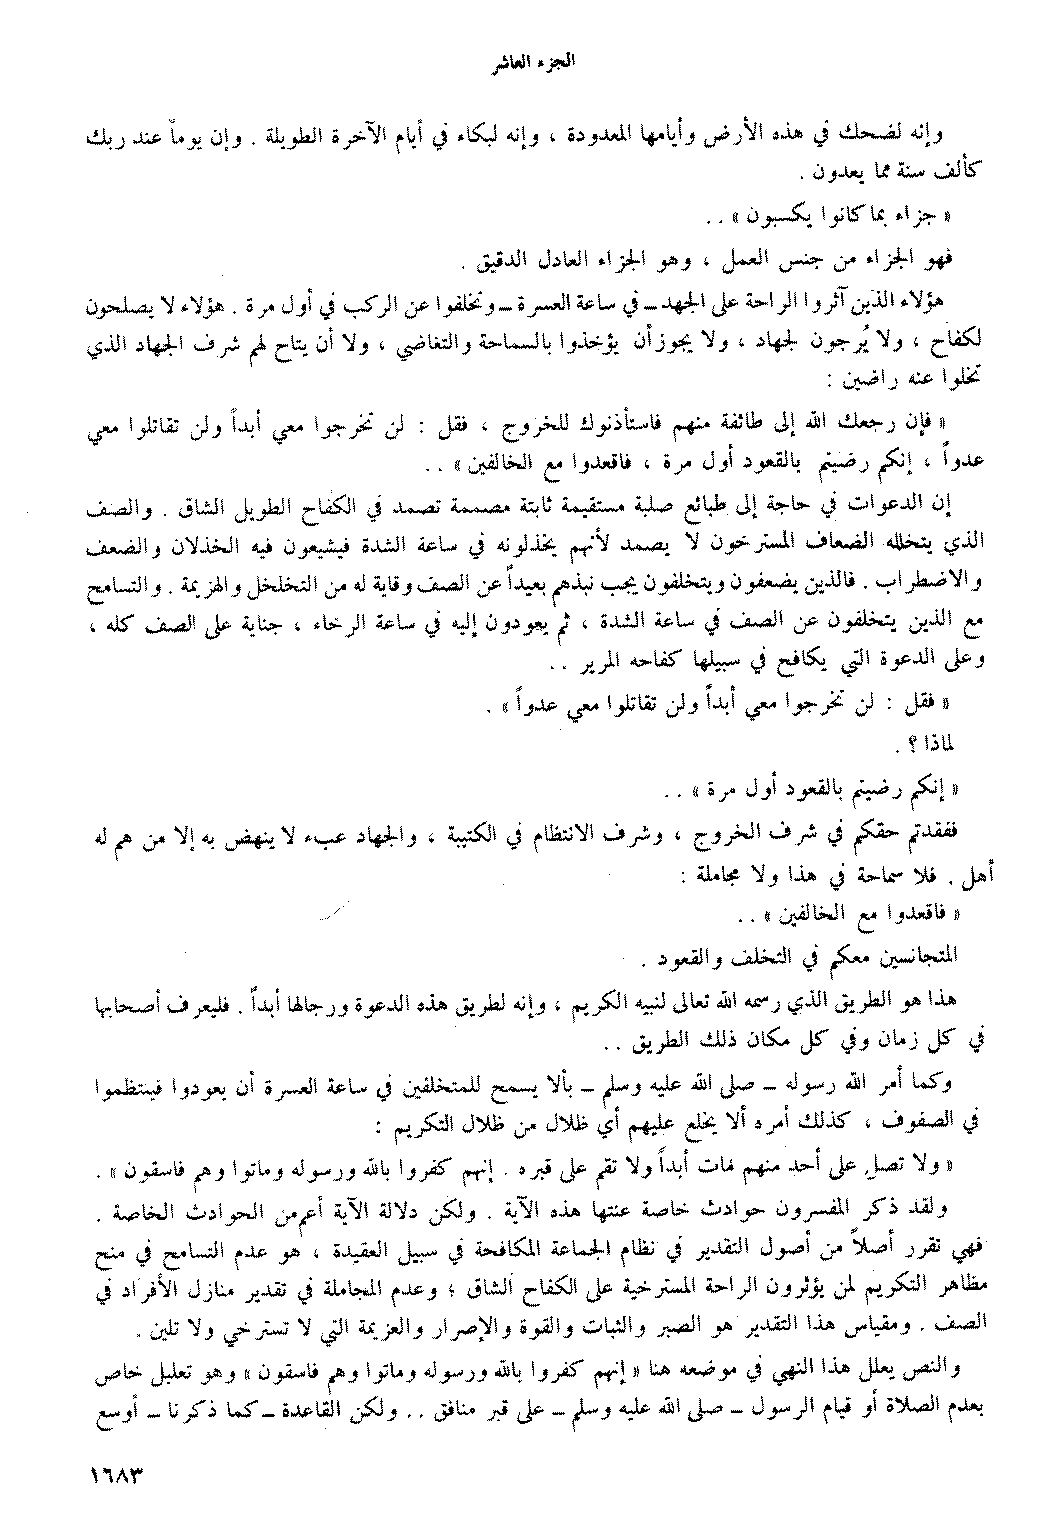 الجزء العاشر
وإنه لضحك في هذه الأرض وأيامها المعدودة ، وإنه لبكاء في أيام الآخرة الطويلة . وإن يوماً عند ربك
كألف سنة مما يعدون .
« جزاء بما كانوا يكسبون » . .
فهو الجزاء من جنس العمل ، وهو الجزاء العادل الدقيق .
هؤلاء الذين آثروا الراحة على الجهد – في ساعة العسرة – وتخلفوا عن الركب في أول مرة . هؤلاء لا يصلحون
لكفاح ، ولا يُرجون لجهاد ، ولا يجوز أن يؤخذوا بالسماحة والتغاضي ، ولا أن يتاح لهم شرف الجهاد الذي
تخلوا عنه راضين :
« فإن رجعك الله إلى طائفة منهم فاستأذنوك للخروج ، فقل : لن تخرجوا معي أبداً ولن تقاتلوا معي
عدواً ، إنكم رضيتم بالقعود أول مرة ، فاقعدوا مع الخالفين » . .
إن الدعوات في حاجة إلى طبائع صلبة مستقيمة ثابتة مصممة تصمد في الكفاح الطويل الشاق . والصف
الذي يتخلله الضعاف المسترخون لا يصمد لأنهم يخذلونه في ساعة الشدة فيشيعون فيه الخذلان والضعف
والاضطراب . فالذين يضعفون ويتخلفون يجب نبذهم بعيداً عن الصف وقاية له من التخلخل والهزيمة . والتسامح
مع الذين يتخلفون عن الصف في ساعة الشدة ، ثم يعودون إليه في ساعة الرخاء ، جناية على الصف كله ،
وعلى الدعوة التي يكافح في سبيلها كفاحه المرير . .
« فقل : لن تخرجوا معي أبداً ولن تقاتلوا معي عدواً » .
لماذا ؟ .
« إنكم رضيتم بالقعود أول مرة » . .
ففقدتم حقكم في شرف الخروج ، وشرف الانتظام في الكتيبة ، والجهاد عبء لا ينهض به إلا من هم له
أهل . فلا سماحة في هذا ولا مجاملة :
« فاقعدوا مع الخالفين » . .
المتجانسين معكم في التخلف والقعود .
هذا هو الطريق الذي رسمه الله تعالى لنبيه الكريم ، وإنه لطريق هذه الدعوة ورجالها أبداً . فليعرف أصحابها
في كل زمان وفي كل مكان ذلك الطريق . .
وكما أمر الله رسوله – صلى الله عليه وسلم – بألا يسمح للمتخلفين في ساعة العسرة أن يعودوا فينتظموا
في الصفوف ، كذلك أمره ألا يخلع عليهم أي ظلال من ظلال التكريم :
« ولا تصلِ على أحد منهم مات أبداً ولا تقم على قبره . إنهم كفروا بالله ورسوله وماتوا وهم فاسقون » .
ولقد ذكر المفسرون حوادث خاصة عنتها هذه الآية . ولكن دلالة الآية أعم من الحوادث الخاصة .
فهي تقرر أصلاً من أصول التقدير في نظام الجماعة المكافحة في سبيل العقيدة ، هو عدم التسامح في منح
مظاهر التكريم لمن يؤثرون الراحة المسترخية على الكفاح الشاق ؛ وعدم المجاملة في تقدير منازل الأفراد في
الصف . ومقياس هذا التقدير هو الصبر والثبات والقوة والإصرار والعزيمة التي لا تسترخي ولا تلين .
والنص يعلل هذا النهي في موضعه هنا « إنهم كفروا بالله ورسوله وماتوا وهم فاسقون » وهو تعليل خاص
بعدم الصلاة أو قيام الرسول – صلى الله عليه وسلم – على قبر منافق . . ولكن القاعدة – كما ذكرنا – أوسع
١٦٨٣